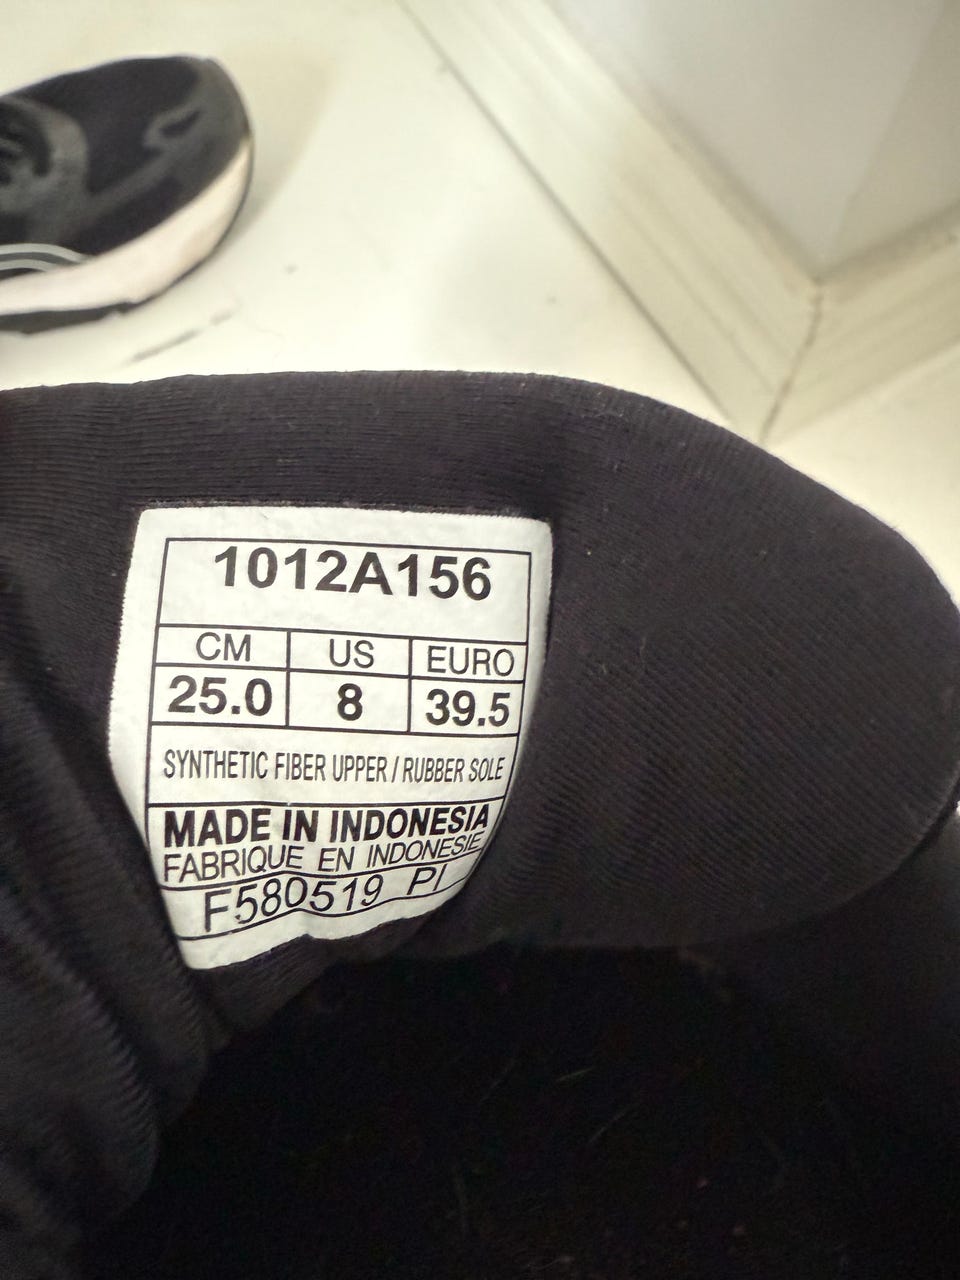 1012A156
CM US EURO
25.0 8 39.5
SYNTHETIC FIBER UPPER / RUBBER SOLE
MADE IN INDONESIA
FABRIQUE EN INDONESIE
F580519 PI